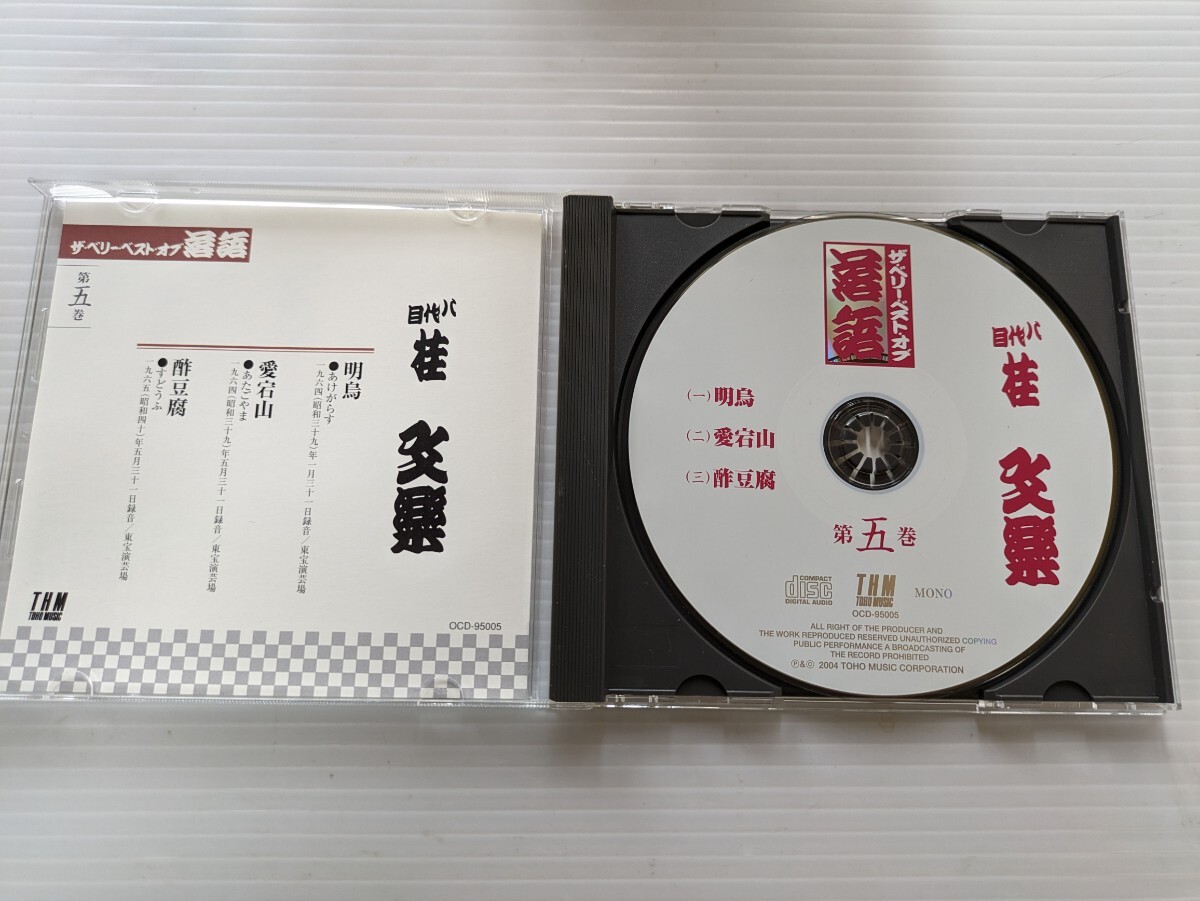 ザ・ベリー・ベスト・オブ 落語
第五巻
八代目
桂 文楽
明烏
●あけがらす
一九六四(昭和三十九)年一月三十一日録音/東宝演芸場
愛宕山
●あたごやま
一九六四(昭和三十九)年五月三十一日録音/東宝演芸場
酢豆腐
●すどうふ
一九六五(昭和四十)年五月三十一日録音/東宝演芸場
THM
TOHO MUSIC
OCD-95005
ザ・ベリー・ベスト・オブ
落語
八代目
桂 文楽
(一)明烏
(二)愛宕山
(三)酢豆腐
第五巻
COMPACT
disc
DIGITAL AUDIO
THM
TOHO MUSIC
OCD-95005
MONO
ALL RIGHT OF THE PRODUCER AND
THE WORK REPRODUCED RESERVED UNAUTHORIZED COPYING
PUBLIC PERFORMANCE A BROADCASTING OF
THE RECORD PROHIBITED
Ⓟ&Ⓒ 2004 TOHO MUSIC CORPORATION